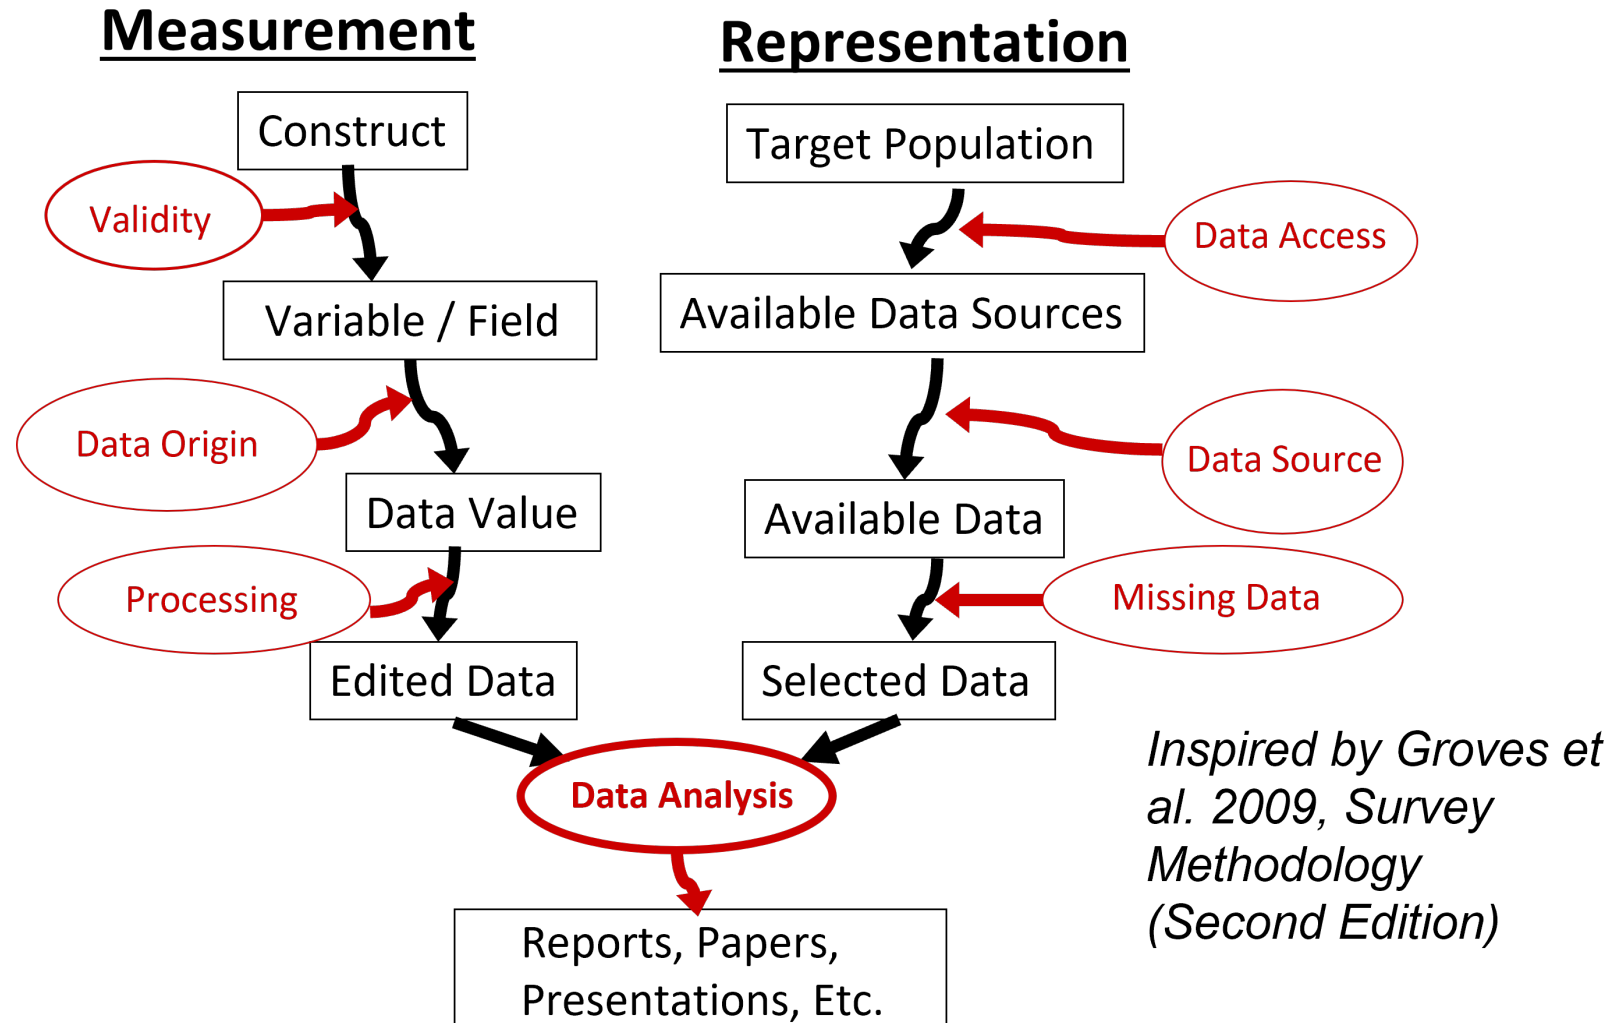 Measurement
Representation
Construct
Target Population
Validity
Data Access
Variable / Field
Available Data Sources
Data Origin
Data Source
Data Value
Available Data
Processing
Missing Data
Edited Data
Selected Data
Data Analysis
Inspired by Groves et
al. 2009, Survey
Methodology
(Second Edition)
Reports, Papers,
Presentations, Etc.